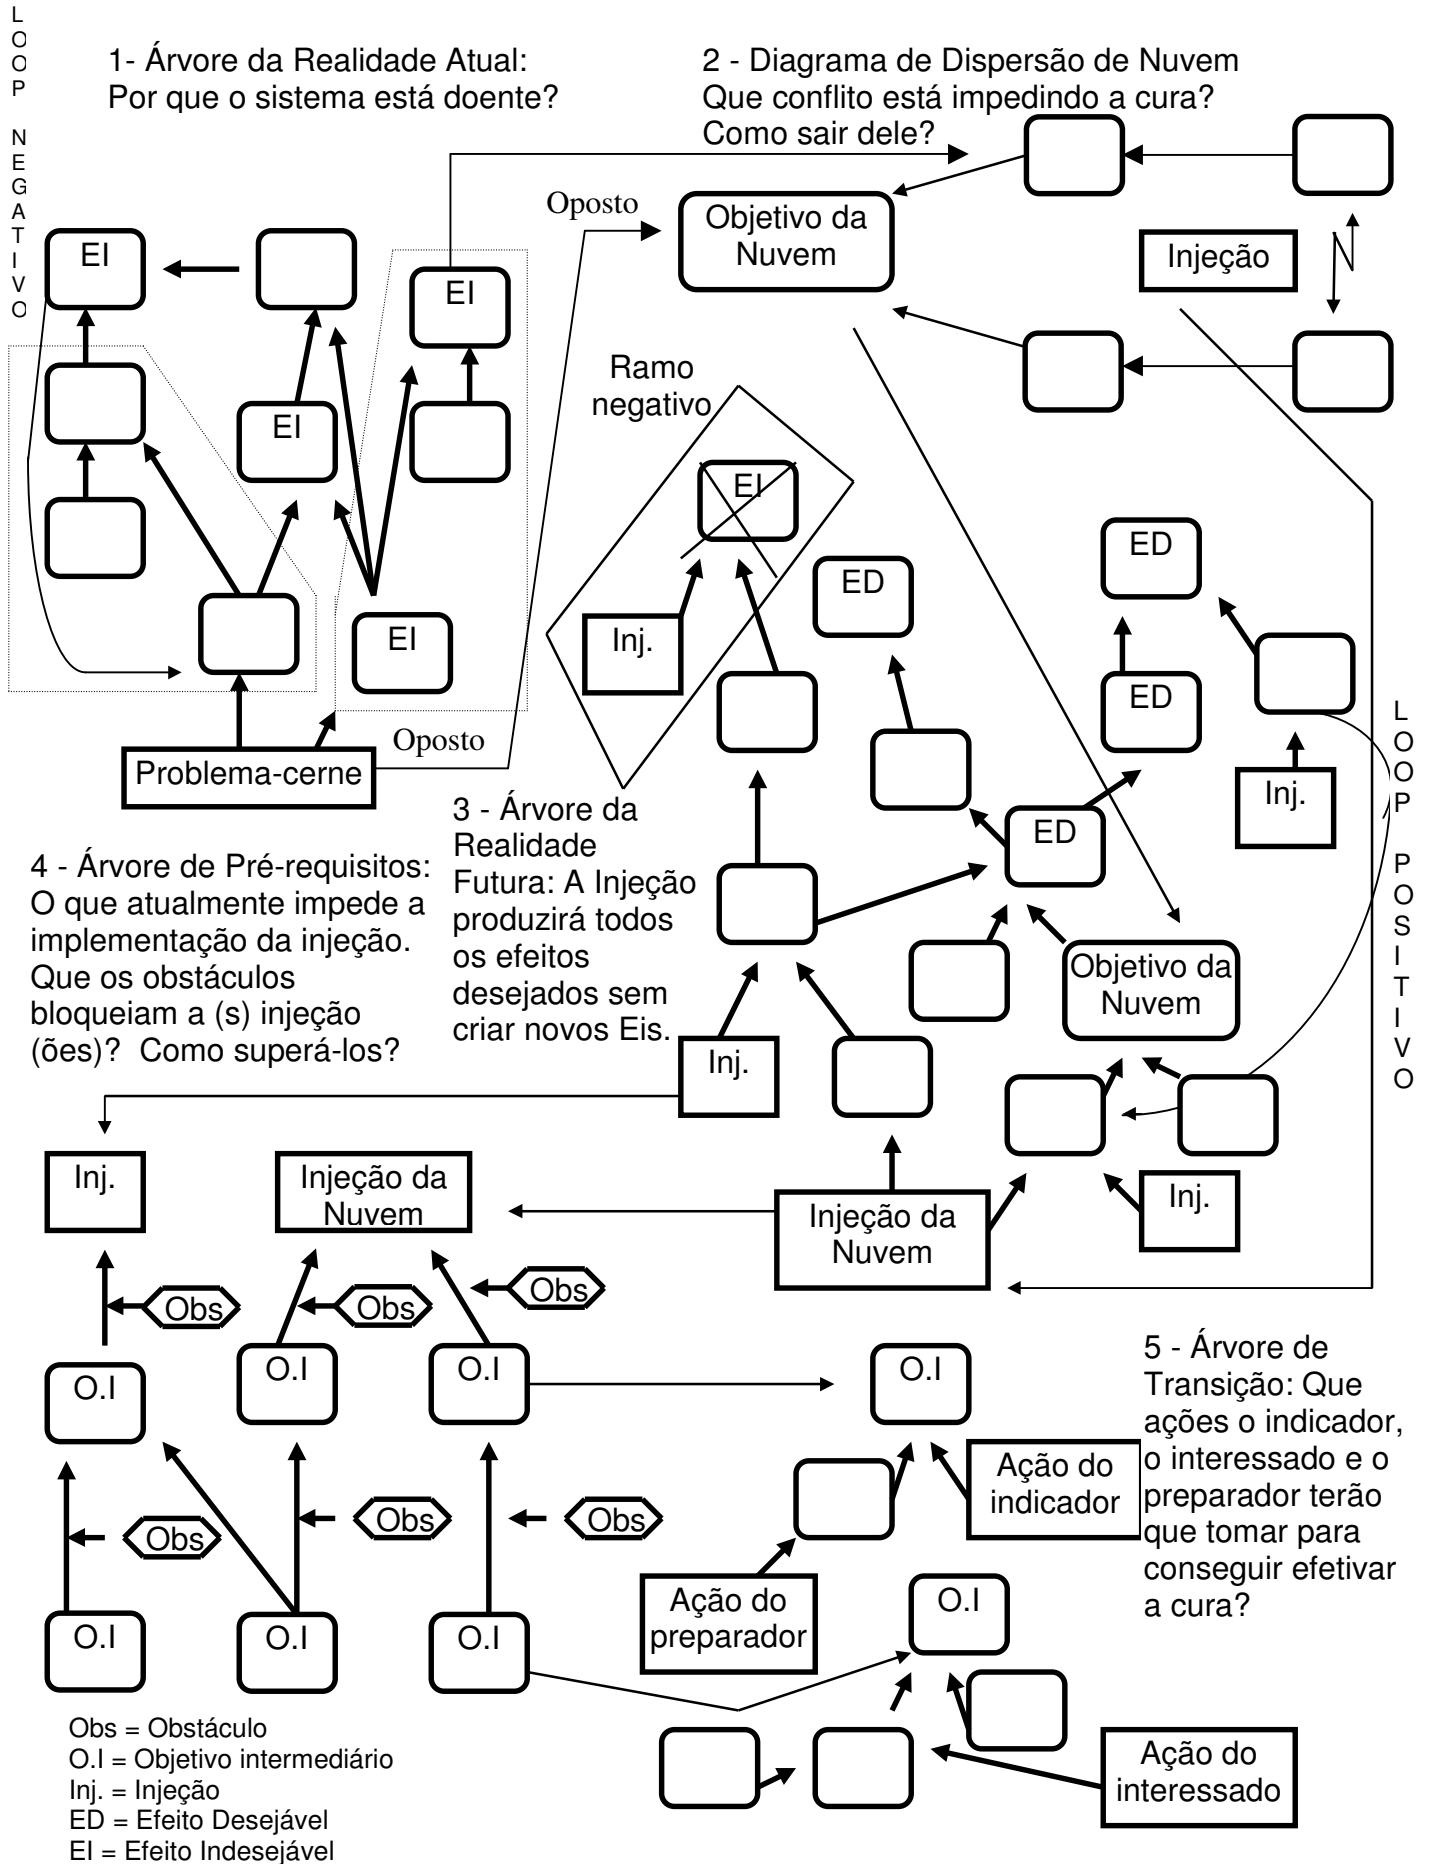 LOOP NEGATIVO
1- Árvore da Realidade Atual:
Por que o sistema está doente?
2 - Diagrama de Dispersão de Nuvem
Que conflito está impedindo a cura?
Como sair dele?
Oposto
Objetivo da
Nuvem
Injeção
EI
EI
EI
EI
Problema-cerne
Oposto
Ramo
negativo
EI
Inj.
ED
ED
ED
ED
Inj.
LOOP POSITIVO
3 - Árvore da
Realidade
Futura: A Injeção
produzirá todos
os efeitos
desejados sem
criar novos Eis.
Objetivo da
Nuvem
Inj.
Inj.
Injeção da
Nuvem
4 - Árvore de Pré-requisitos:
O que atualmente impede a
implementação da injeção.
Que os obstáculos
bloqueiam a (s) injeção
(ões)?  Como superá-los?
Inj.
Injeção da
Nuvem
Obs
Obs
Obs
O.I
O.I
O.I
Obs
Obs
Obs
O.I
O.I
O.I
5 - Árvore de
Transição: Que
ações o indicador,
o interessado e o
preparador terão
que tomar para
conseguir efetivar
a cura?
O.I
Ação do
indicador
Ação do
preparador
O.I
Ação do
interessado
Obs = Obstáculo
O.I = Objetivo intermediário
Inj. = Injeção
ED = Efeito Desejável
EI = Efeito Indesejável